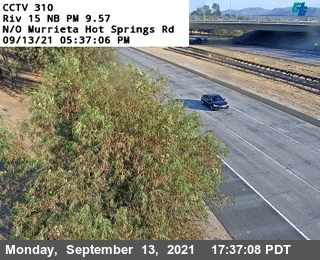 CCTV 310
Riv 15 NB PM 9.57
N/O Murrieta Hot Springs Rd
09/13/21 05:37:06 PM
Monday, September 13, 2021 17:37:08 PDT